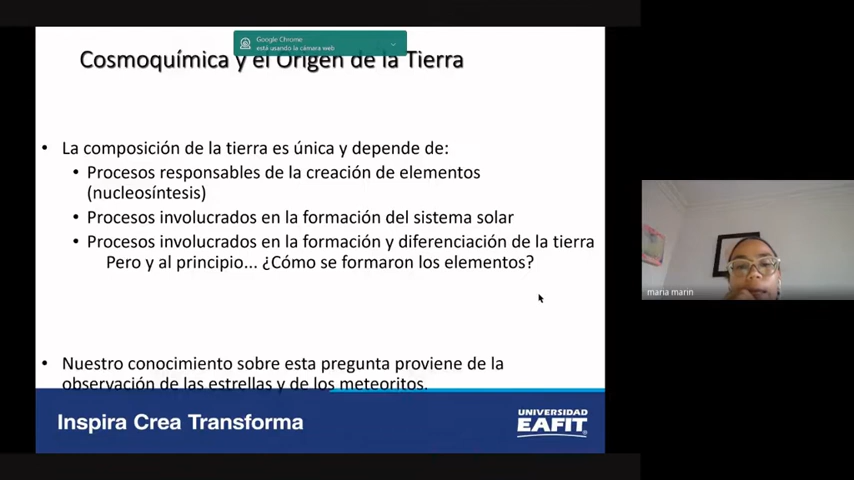 Google Chrome
está usando la cámara web
Cosmoquímica y el Origen de la Tierra
• La composición de la tierra es única y depende de:
• Procesos responsables de la creación de elementos
(nucleosíntesis)
• Procesos involucrados en la formación del sistema solar
• Procesos involucrados en la formación y diferenciación de la tierra
Pero y al principio... ¿Cómo se formaron los elementos?
• Nuestro conocimiento sobre esta pregunta proviene de la
observación de las estrellas y de los meteoritos.
Inspira Crea Transforma
UNIVERSIDAD
EAFIT
maria marin